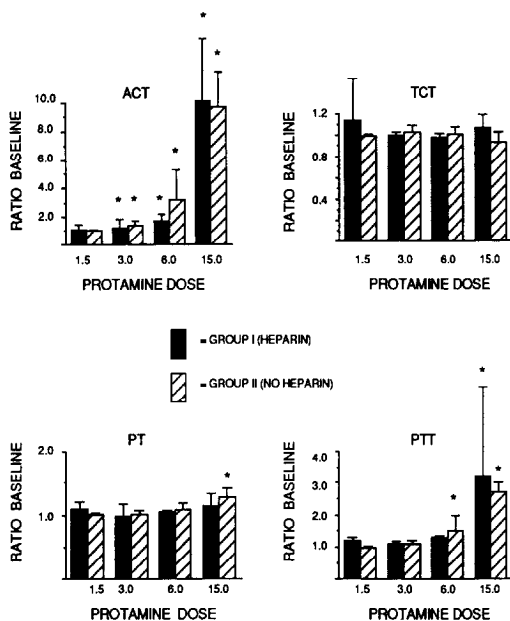 ACT
RATIO BASELINE
10.0
8.0
6.0
4.0
2.0
* * * * * *
1.5 3.0 6.0 15.0
PROTAMINE DOSE
TCT
RATIO BASELINE
1.2
0.8
0.4
1.5 3.0 6.0 15.0
PROTAMINE DOSE
= GROUP I (HEPARIN)
= GROUP II (NO HEPARIN)
PT
RATIO BASELINE
2.0
1.0
*
1.5 3.0 6.0 15.0
PROTAMINE DOSE
PTT
RATIO BASELINE
4.0
3.0
2.0
1.0
* * *
1.5 3.0 6.0 15.0
PROTAMINE DOSE